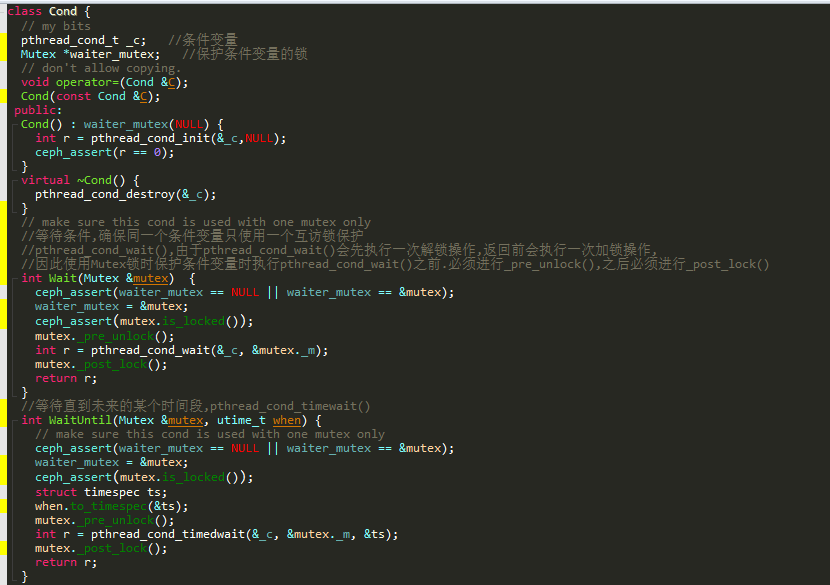 class Cond {
  // my bits
  pthread_cond_t _c;   //条件变量
  Mutex *waiter_mutex;   //保护条件变量的锁
  // don't allow copying.
  void operator=(Cond &C);
  Cond(const Cond &C);
 public:
  Cond() : waiter_mutex(NULL) {
    int r = pthread_cond_init(&_c,NULL);
    ceph_assert(r == 0);
  }
  virtual ~Cond() {
    pthread_cond_destroy(&_c);
  }
  // make sure this cond is used with one mutex only
  //等待条件,确保同一个条件变量只使用一个互访锁保护
  //pthread_cond_wait(),由于pthread_cond_wait()会先执行一次解锁操作,返回前会执行一次加锁操作,
  //因此使用Mutex锁时保护条件变量时执行pthread_cond_wait()之前.必须进行_pre_unlock(),之后必须进行_post_lock()
  int Wait(Mutex &mutex)  {
    ceph_assert(waiter_mutex == NULL || waiter_mutex == &mutex);
    waiter_mutex = &mutex;
    ceph_assert(mutex.is_locked());
    mutex._pre_unlock();
    int r = pthread_cond_wait(&_c, &mutex._m);
    mutex._post_lock();
    return r;
  }
  //等待直到未来的某个时间段,pthread_cond_timewait()
  int WaitUntil(Mutex &mutex, utime_t when) {
    // make sure this cond is used with one mutex only
    ceph_assert(waiter_mutex == NULL || waiter_mutex == &mutex);
    waiter_mutex = &mutex;
    ceph_assert(mutex.is_locked());
    struct timespec ts;
    when.to_timespec(&ts);
    mutex._pre_unlock();
    int r = pthread_cond_timedwait(&_c, &mutex._m, &ts);
    mutex._post_lock();
    return r;
  }